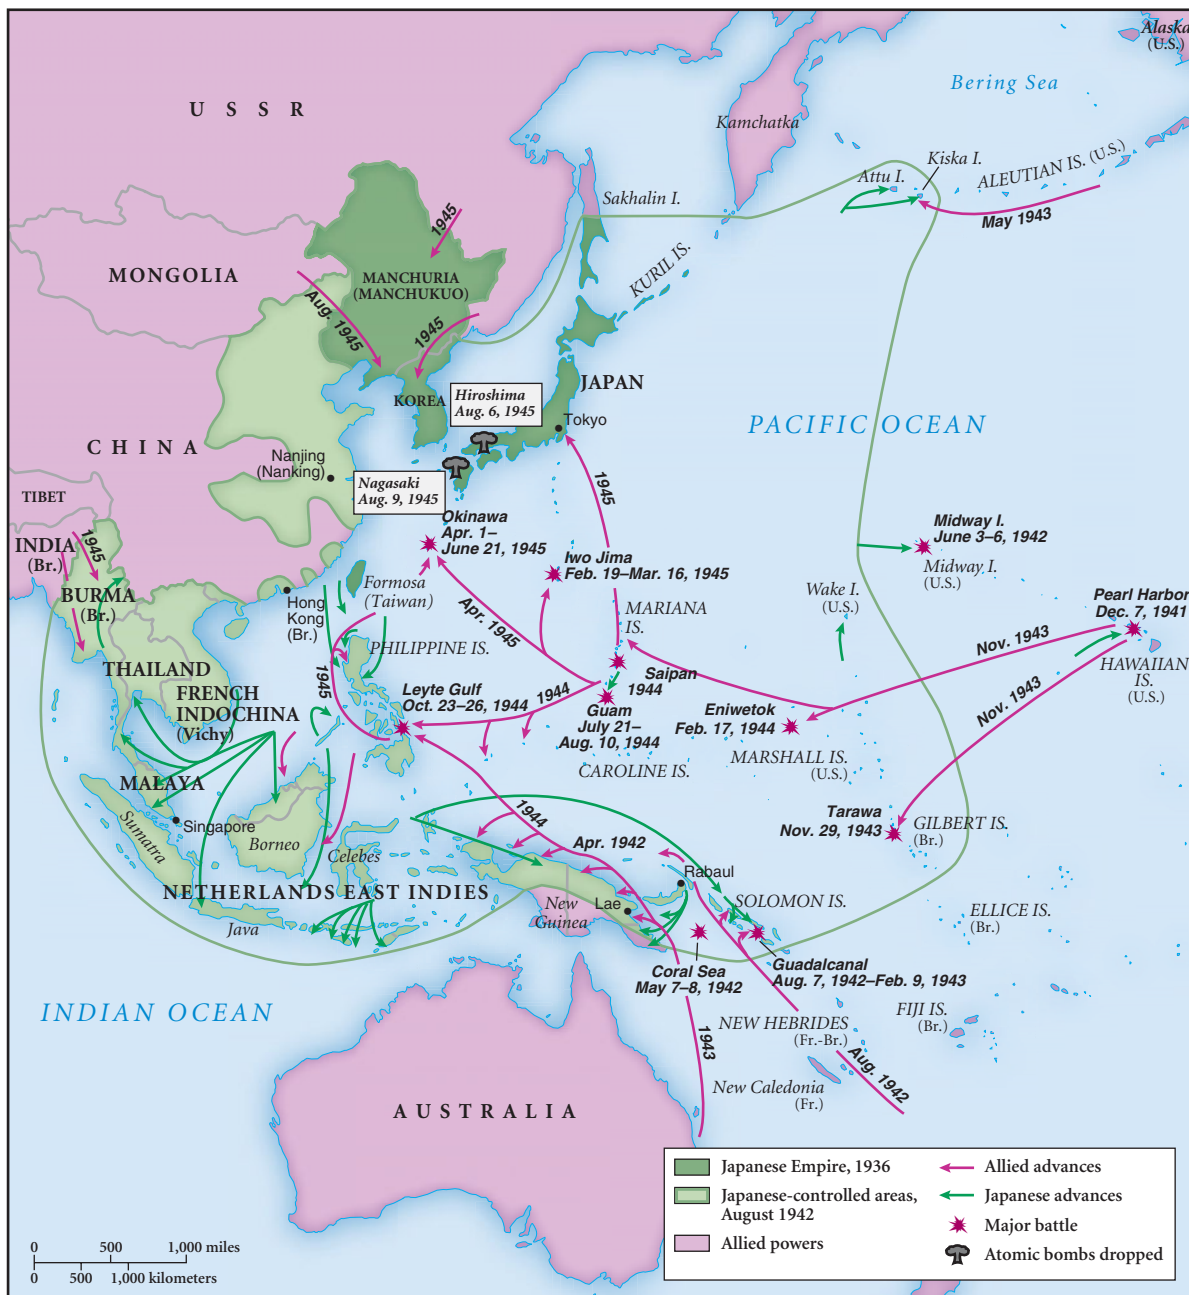 Alaska
(U.S.)
Bering Sea
U S S R
Kamchatka
Kiska I.
Attu I.
ALEUTIAN IS. (U.S.)
May 1943
Sakhalin I.
1945
MONGOLIA
MANCHURIA
(MANCHUKUO)
KURIL IS.
Aug. 1945
1945
JAPAN
KOREA
Hiroshima
Aug. 6, 1945
Tokyo
PACIFIC OCEAN
C H I N A
Nanjing
(Nanking)
Nagasaki
Aug. 9, 1945
1945
TIBET
Okinawa
Apr. 1–
June 21, 1945
Midway I.
June 3–6, 1942
INDIA
(Br.)
1945
Iwo Jima
Feb. 19–Mar. 16, 1945
Midway I.
(U.S.)
BURMA
(Br.)
Hong
Kong
(Br.)
Formosa
(Taiwan)
Wake I.
(U.S.)
Pearl Harbor
Dec. 7, 1941
MARIANA
IS.
Apr. 1945
PHILIPPINE IS.
Nov. 1943
HAWAIIAN
IS.
(U.S.)
THAILAND
1945
Saipan
1944
FRENCH
INDOCHINA
(Vichy)
Leyte Gulf
Oct. 23–26, 1944
1944
Guam
July 21–
Aug. 10, 1944
Eniwetok
Feb. 17, 1944
Nov. 1943
MARSHALL IS.
(U.S.)
CAROLINE IS.
MALAYA
Singapore
Sumatra
Borneo
Celebes
1944
Apr. 1942
Tarawa
Nov. 29, 1943
GILBERT IS.
(Br.)
Rabaul
NETHERLANDS EAST INDIES
New
Guinea
Lae
SOLOMON IS.
ELLICE IS.
(Br.)
Java
Coral Sea
May 7–8, 1942
Guadalcanal
Aug. 7, 1942–Feb. 9, 1943
INDIAN OCEAN
NEW HEBRIDES
(Fr.-Br.)
FIJI IS.
(Br.)
1943
Aug. 1942
New Caledonia
(Fr.)
A U S T R A L I A
Japanese Empire, 1936
Japanese-controlled areas,
August 1942
Allied powers
Allied advances
Japanese advances
Major battle
Atomic bombs dropped
0 500 1,000 miles
0 500 1,000 kilometers